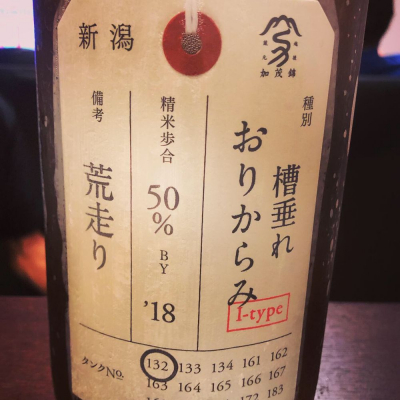 新潟
加茂錦
種別
槽垂れ
おりからみ
I-type
精米歩合
50%
BY
'18
備考
荒走り
タンクNO.
132 133 134 161 162
163 164 165 166 167
172 183